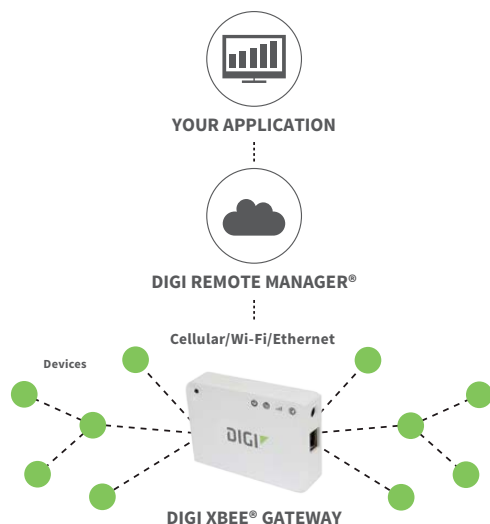 YOUR APPLICATION
DIGI REMOTE MANAGER®
Cellular/Wi-Fi/Ethernet
Devices
DIGI
DIGI XBEE® GATEWAY